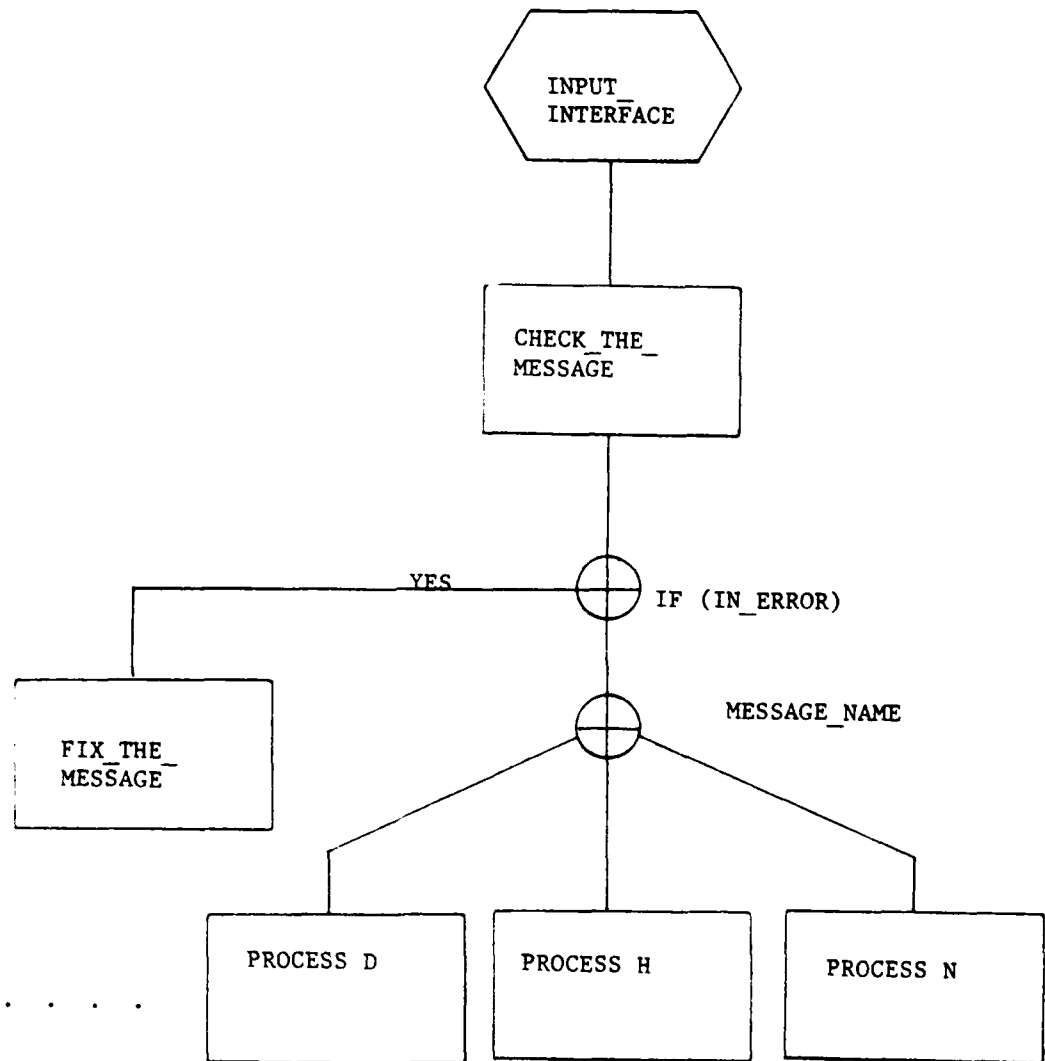 INPUT_
INTERFACE
CHECK_THE_
MESSAGE
YES
IF (IN_ERROR)
MESSAGE_NAME
FIX_THE_
MESSAGE
PROCESS D
PROCESS H
PROCESS N
. . . .